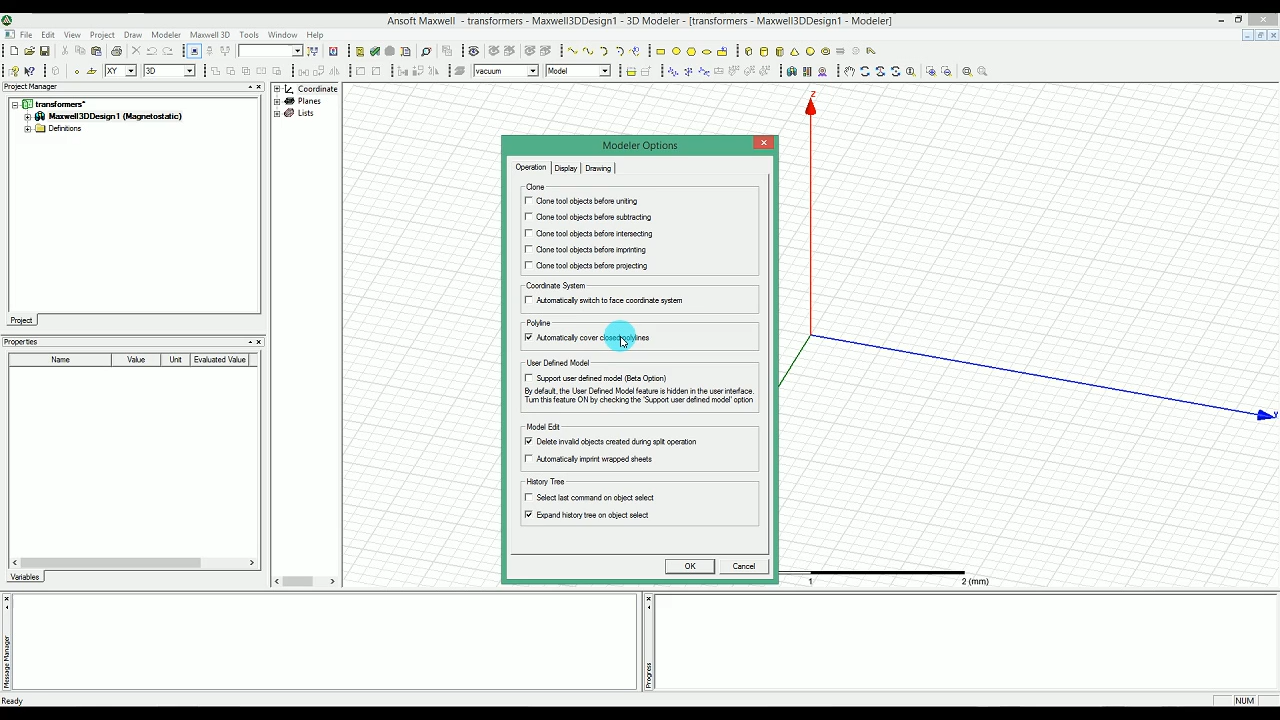 Ansoft Maxwell - transformers - Maxwell3DDesign1 - 3D Modeler - [transformers - Maxwell3DDesign1 - Modeler]
File Edit View Project Draw Modeler Maxwell 3D Tools Window Help
XY 3D vacuum Model
Project Manager
transformers*
Maxwell3DDesign1 (Magnetostatic)
Definitions
Project
Properties
Name Value Unit Evaluated Value
Variables
Coordinate
Planes
Lists
Modeler Options
Operation Display Drawing
Clone
Clone tool objects before uniting
Clone tool objects before subtracting
Clone tool objects before intersecting
Clone tool objects before imprinting
Clone tool objects before projecting
Coordinate System
Automatically switch to face coordinate system
Polyline
Automatically cover closed polylines
User Defined Model
Support user defined model (Beta Option)
By default, the User Defined Model feature is hidden in the user interface.
Turn this feature ON by checking the 'Support user defined model' option
Model Edit
Delete invalid objects created during split operation
Automatically imprint wrapped sheets
History Tree
Select last command on object select
Expand history tree on object select
OK Cancel
Z
Y
1 2 (mm)
Message Manager
Progress
Ready
NUM